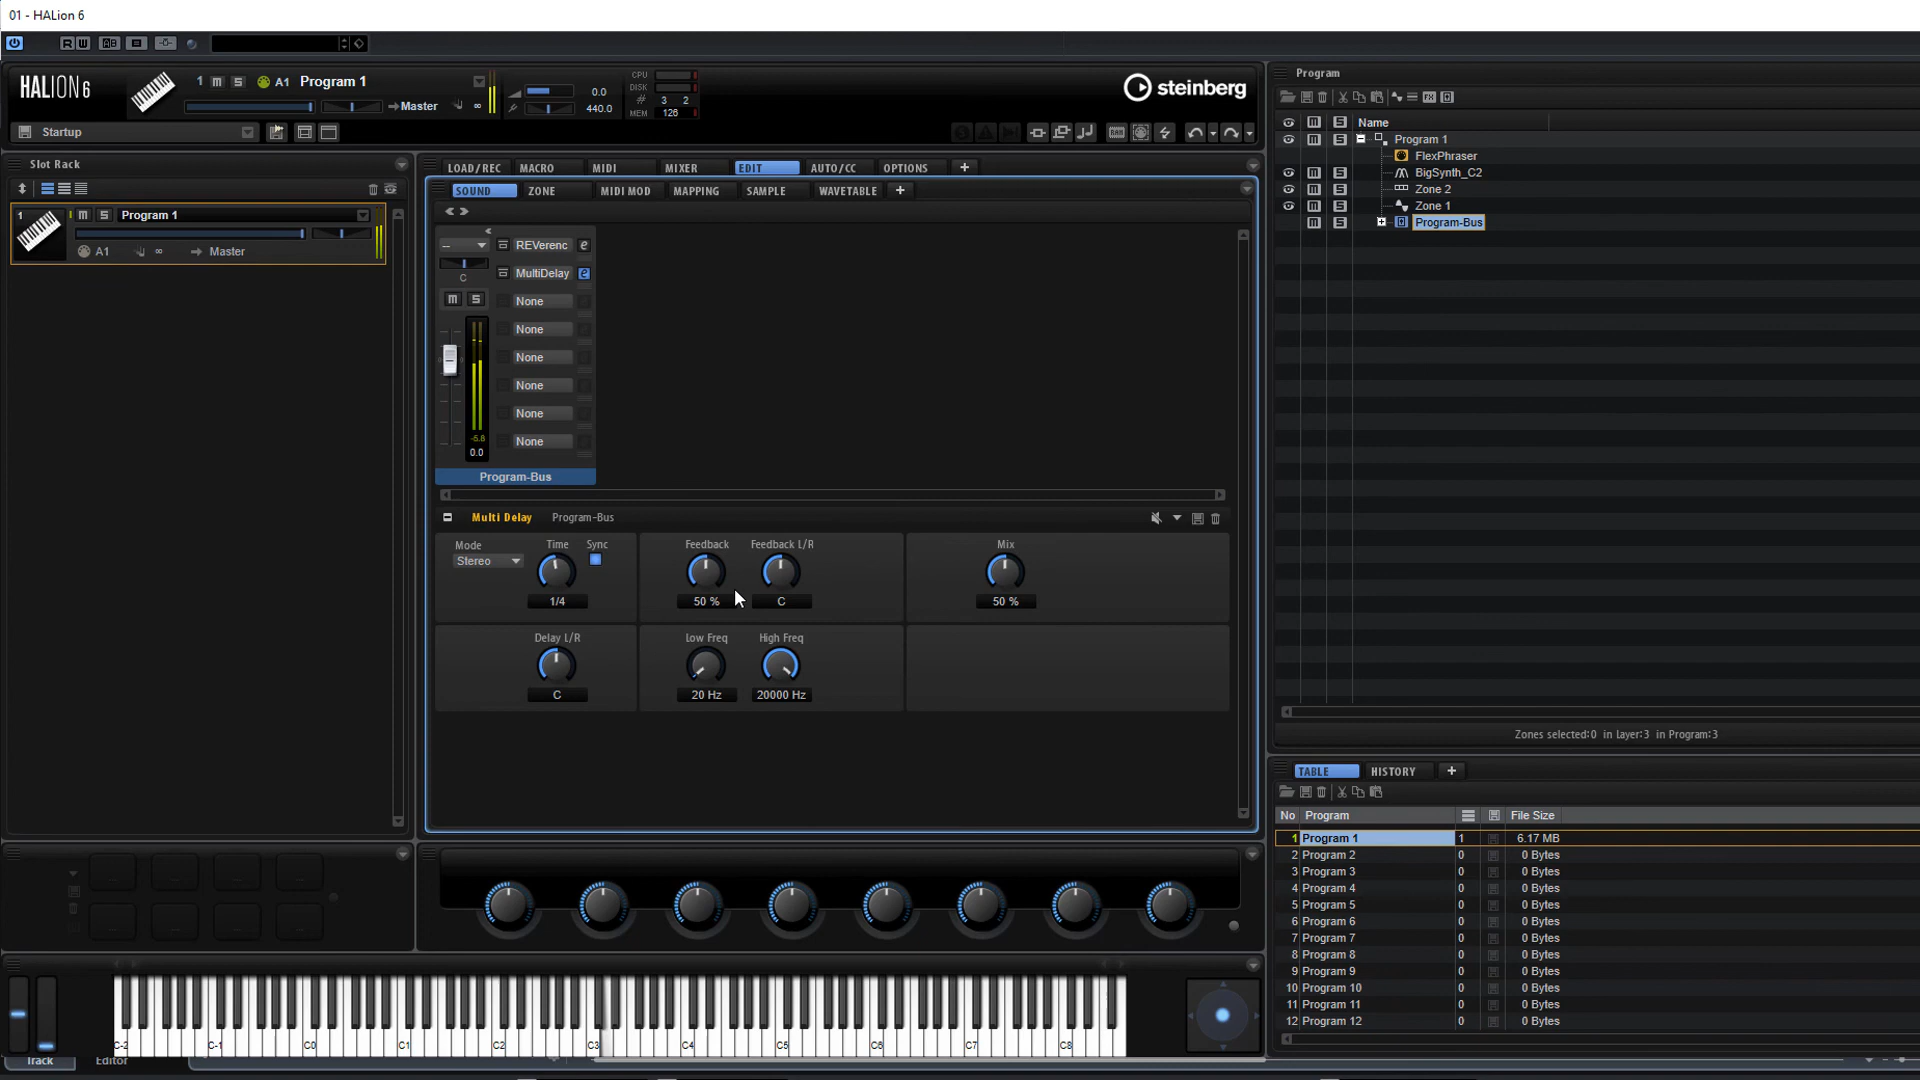 01 - HALion 6
R W AB
HALION 6
1 M S A1 Program 1
Master ∞
0.0
440.0
CPU
DISK
# 3 2
MEM 126
steinberg
Startup
Slot Rack
1 M S Program 1
A1 ∞ Master
LOAD/REC MACRO MIDI MIXER EDIT AUTO/CC OPTIONS +
SOUND ZONE MIDI MOD MAPPING SAMPLE WAVETABLE +
-- REVerenc e
C
MultiDelay e
M S None
None
None
None
None
-5.8
None
0.0
Program-Bus
Multi Delay Program-Bus
Mode Time Sync Feedback Feedback L/R Mix
Stereo
1/4 50 % C 50 %
Delay L/R Low Freq High Freq
C 20 Hz 20000 Hz
C-2 C-1 C0 C1 C2 C3 C4 C5 C6 C7 C8
Track Editor
Program
FX
M S Name
M S Program 1
FlexPhraser
M S BigSynth_C2
M S Zone 2
M S Zone 1
M S Program-Bus
Zones selected:0 in Layer:3 in Program:3
TABLE HISTORY +
No Program File Size
1 Program 1 1 6.17 MB
2 Program 2 0 0 Bytes
3 Program 3 0 0 Bytes
4 Program 4 0 0 Bytes
5 Program 5 0 0 Bytes
6 Program 6 0 0 Bytes
7 Program 7 0 0 Bytes
8 Program 8 0 0 Bytes
9 Program 9 0 0 Bytes
10 Program 10 0 0 Bytes
11 Program 11 0 0 Bytes
12 Program 12 0 0 Bytes